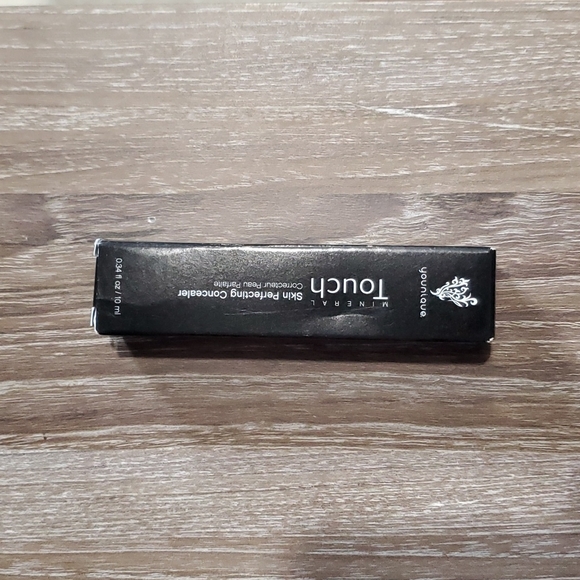 younique
MINERAL
Touch
Skin Perfecting Concealer
Correcteur Peau Parfaite
0.34 fl oz / 10 ml